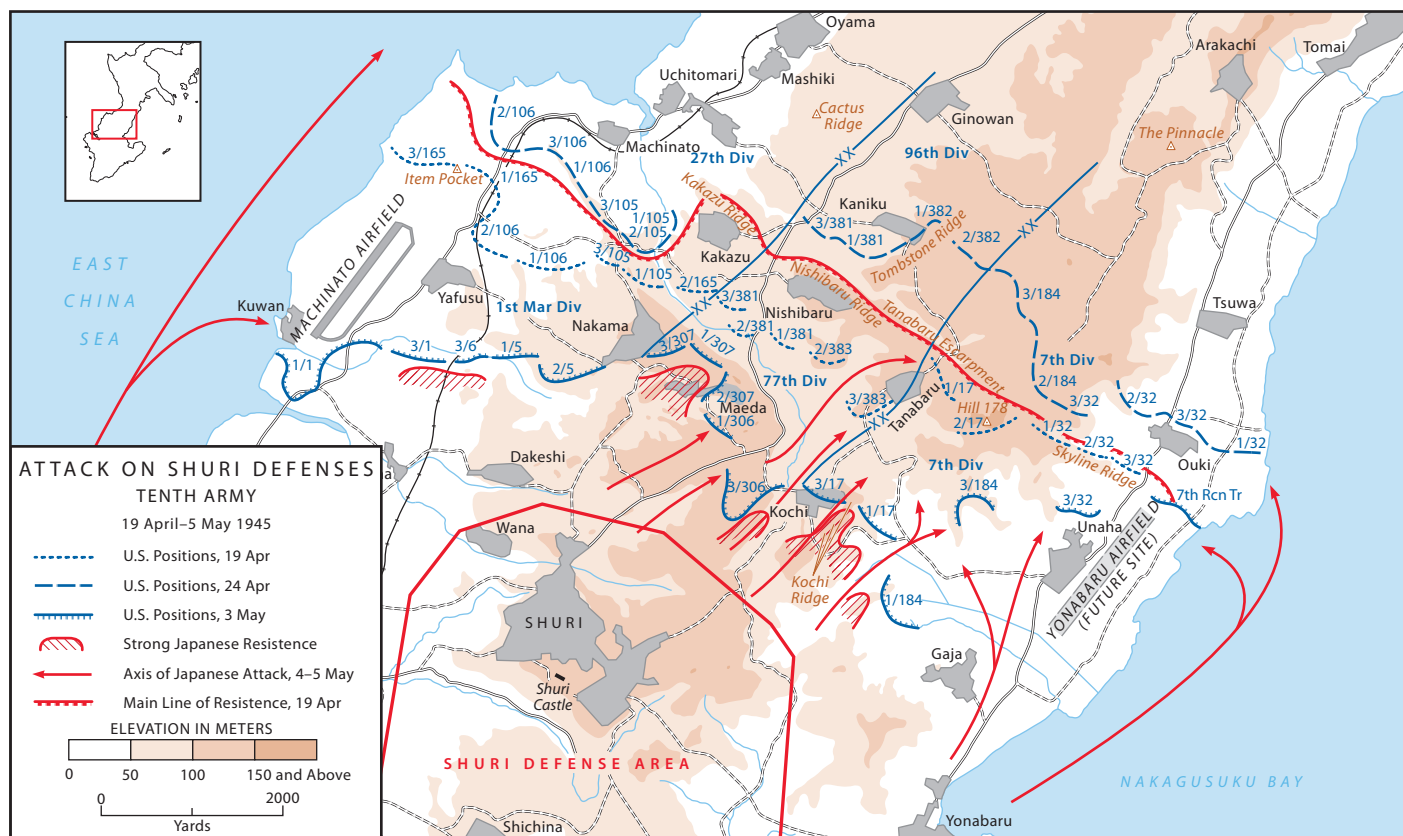 Oyama
Arakachi
Tomai
Uchitomari
Mashiki
Cactus
Ridge
Ginowan
The Pinnacle
2/106
3/106
1/106
Machinato
27th Div
XX
96th Div
XX
3/165
Item Pocket
1/165
3/105
1/105
2/105
Kakazu Ridge
Kaniku
3/381
1/381
1/382
2/382
Tombstone Ridge
2/106
1/106
3/105
1/105
Kakazu
2/165
3/381
Nishibaru Ridge
3/184
EAST
CHINA
SEA
Kuwan
MACHINATO AIRFIELD
Yafusu
1st Mar Div
Nakama
XX
Nishibaru
2/381
1/381
2/383
Tanabaru Escarpment
Tsuwa
7th Div
1/1
3/1
3/6
1/5
2/5
3/307
1/307
77th Div
2/307
Maeda
1/306
3/383
XX
Tanabaru
1/17
Hill 178
2/17
2/184
3/32
2/32
3/32
1/32
1/32
2/32
3/32
Skyline Ridge
Ouki
7th Div
7th Rcn Tr
Dakeshi
3/306
3/17
Kochi
1/17
3/184
3/32
Unaha
Wana
Kochi
Ridge
YONABARU AIRFIELD
(FUTURE SITE)
1/184
SHURI
Gaja
Shuri
Castle
SHURI DEFENSE AREA
NAKAGUSUKU BAY
Shichina
Yonabaru
ATTACK ON SHURI DEFENSES
TENTH ARMY
19 April–5 May 1945
U.S. Positions, 19 Apr
U.S. Positions, 24 Apr
U.S. Positions, 3 May
Strong Japanese Resistence
Axis of Japanese Attack, 4–5 May
Main Line of Resistence, 19 Apr
ELEVATION IN METERS
0 50 100 150 and Above
0 2000
Yards